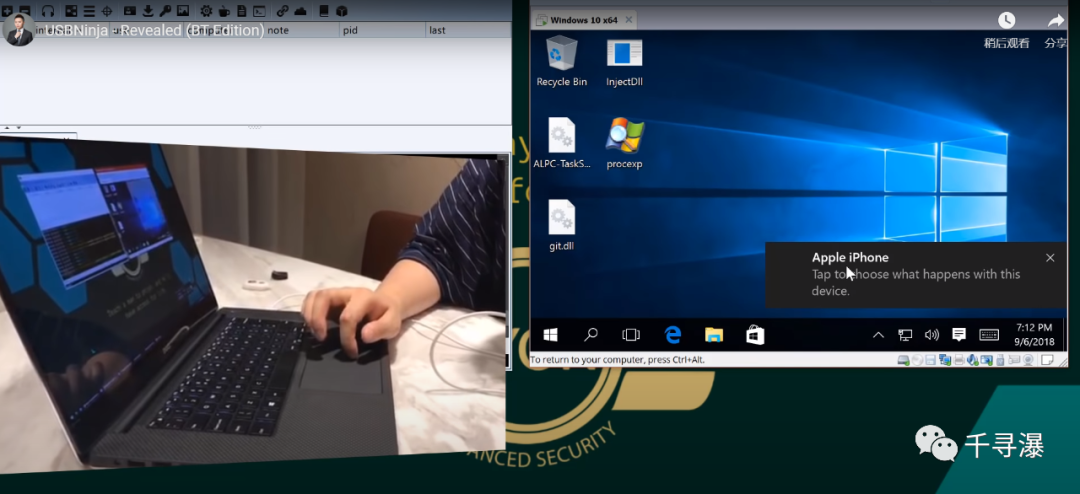 USBNinja - Revealed (BT Edition)
note
pid
last
Windows 10 x64
稍后观看
分享
Recycle Bin
InjectDll
ALPC-TaskS...
procexp
git.dll
Apple iPhone
Tap to choose what happens with this
device.
7:12 PM
9/6/2018
To return to your computer, press Ctrl+Alt.
ANCED SECURITY
千寻瀑